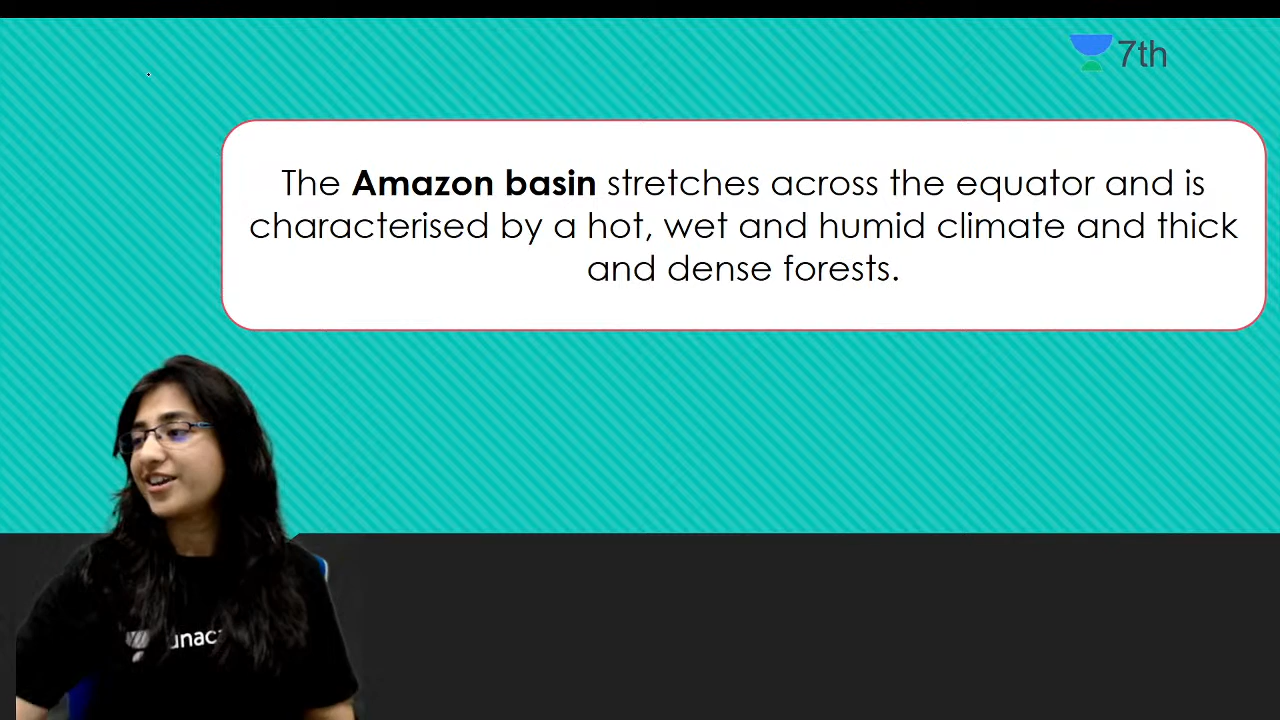 7th
The Amazon basin stretches across the equator and is
characterised by a hot, wet and humid climate and thick
and dense forests.